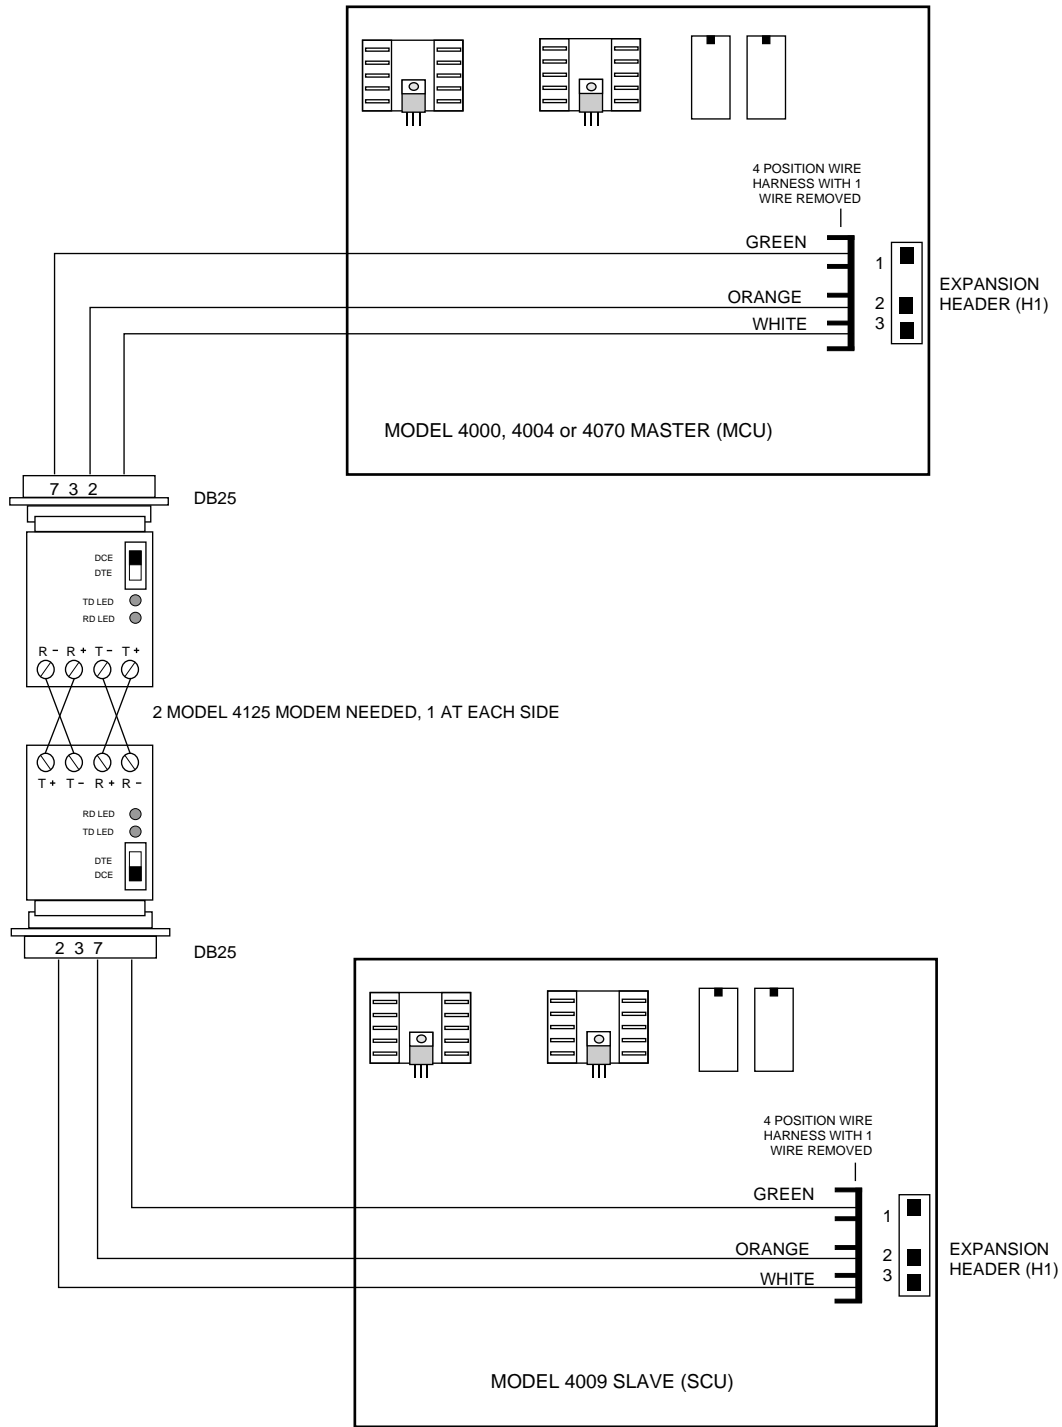 4 POSITION WIRE
HARNESS WITH 1
WIRE REMOVED
GREEN
1
ORANGE
2
WHITE
3
EXPANSION
HEADER (H1)
MODEL 4000, 4004 or 4070 MASTER (MCU)
7 3 2
DB25
DCE
DTE
TD LED
RD LED
R - R + T - T +
2 MODEL 4125 MODEM NEEDED, 1 AT EACH SIDE
T + T - R + R -
RD LED
TD LED
DTE
DCE
2 3 7
DB25
4 POSITION WIRE
HARNESS WITH 1
WIRE REMOVED
GREEN
1
ORANGE
2
WHITE
3
EXPANSION
HEADER (H1)
MODEL 4009 SLAVE (SCU)